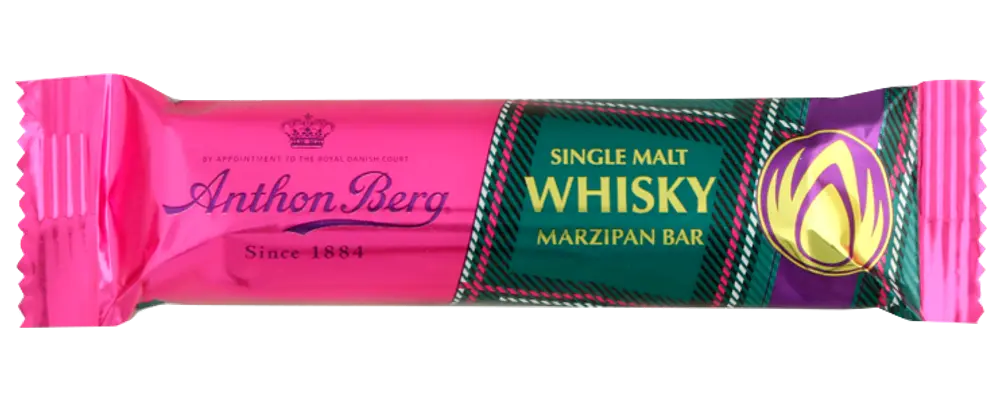 BY APPOINTMENT TO THE ROYAL DANISH COURT
Anthon Berg
Since 1884
SINGLE MALT
WHISKY
MARZIPAN BAR